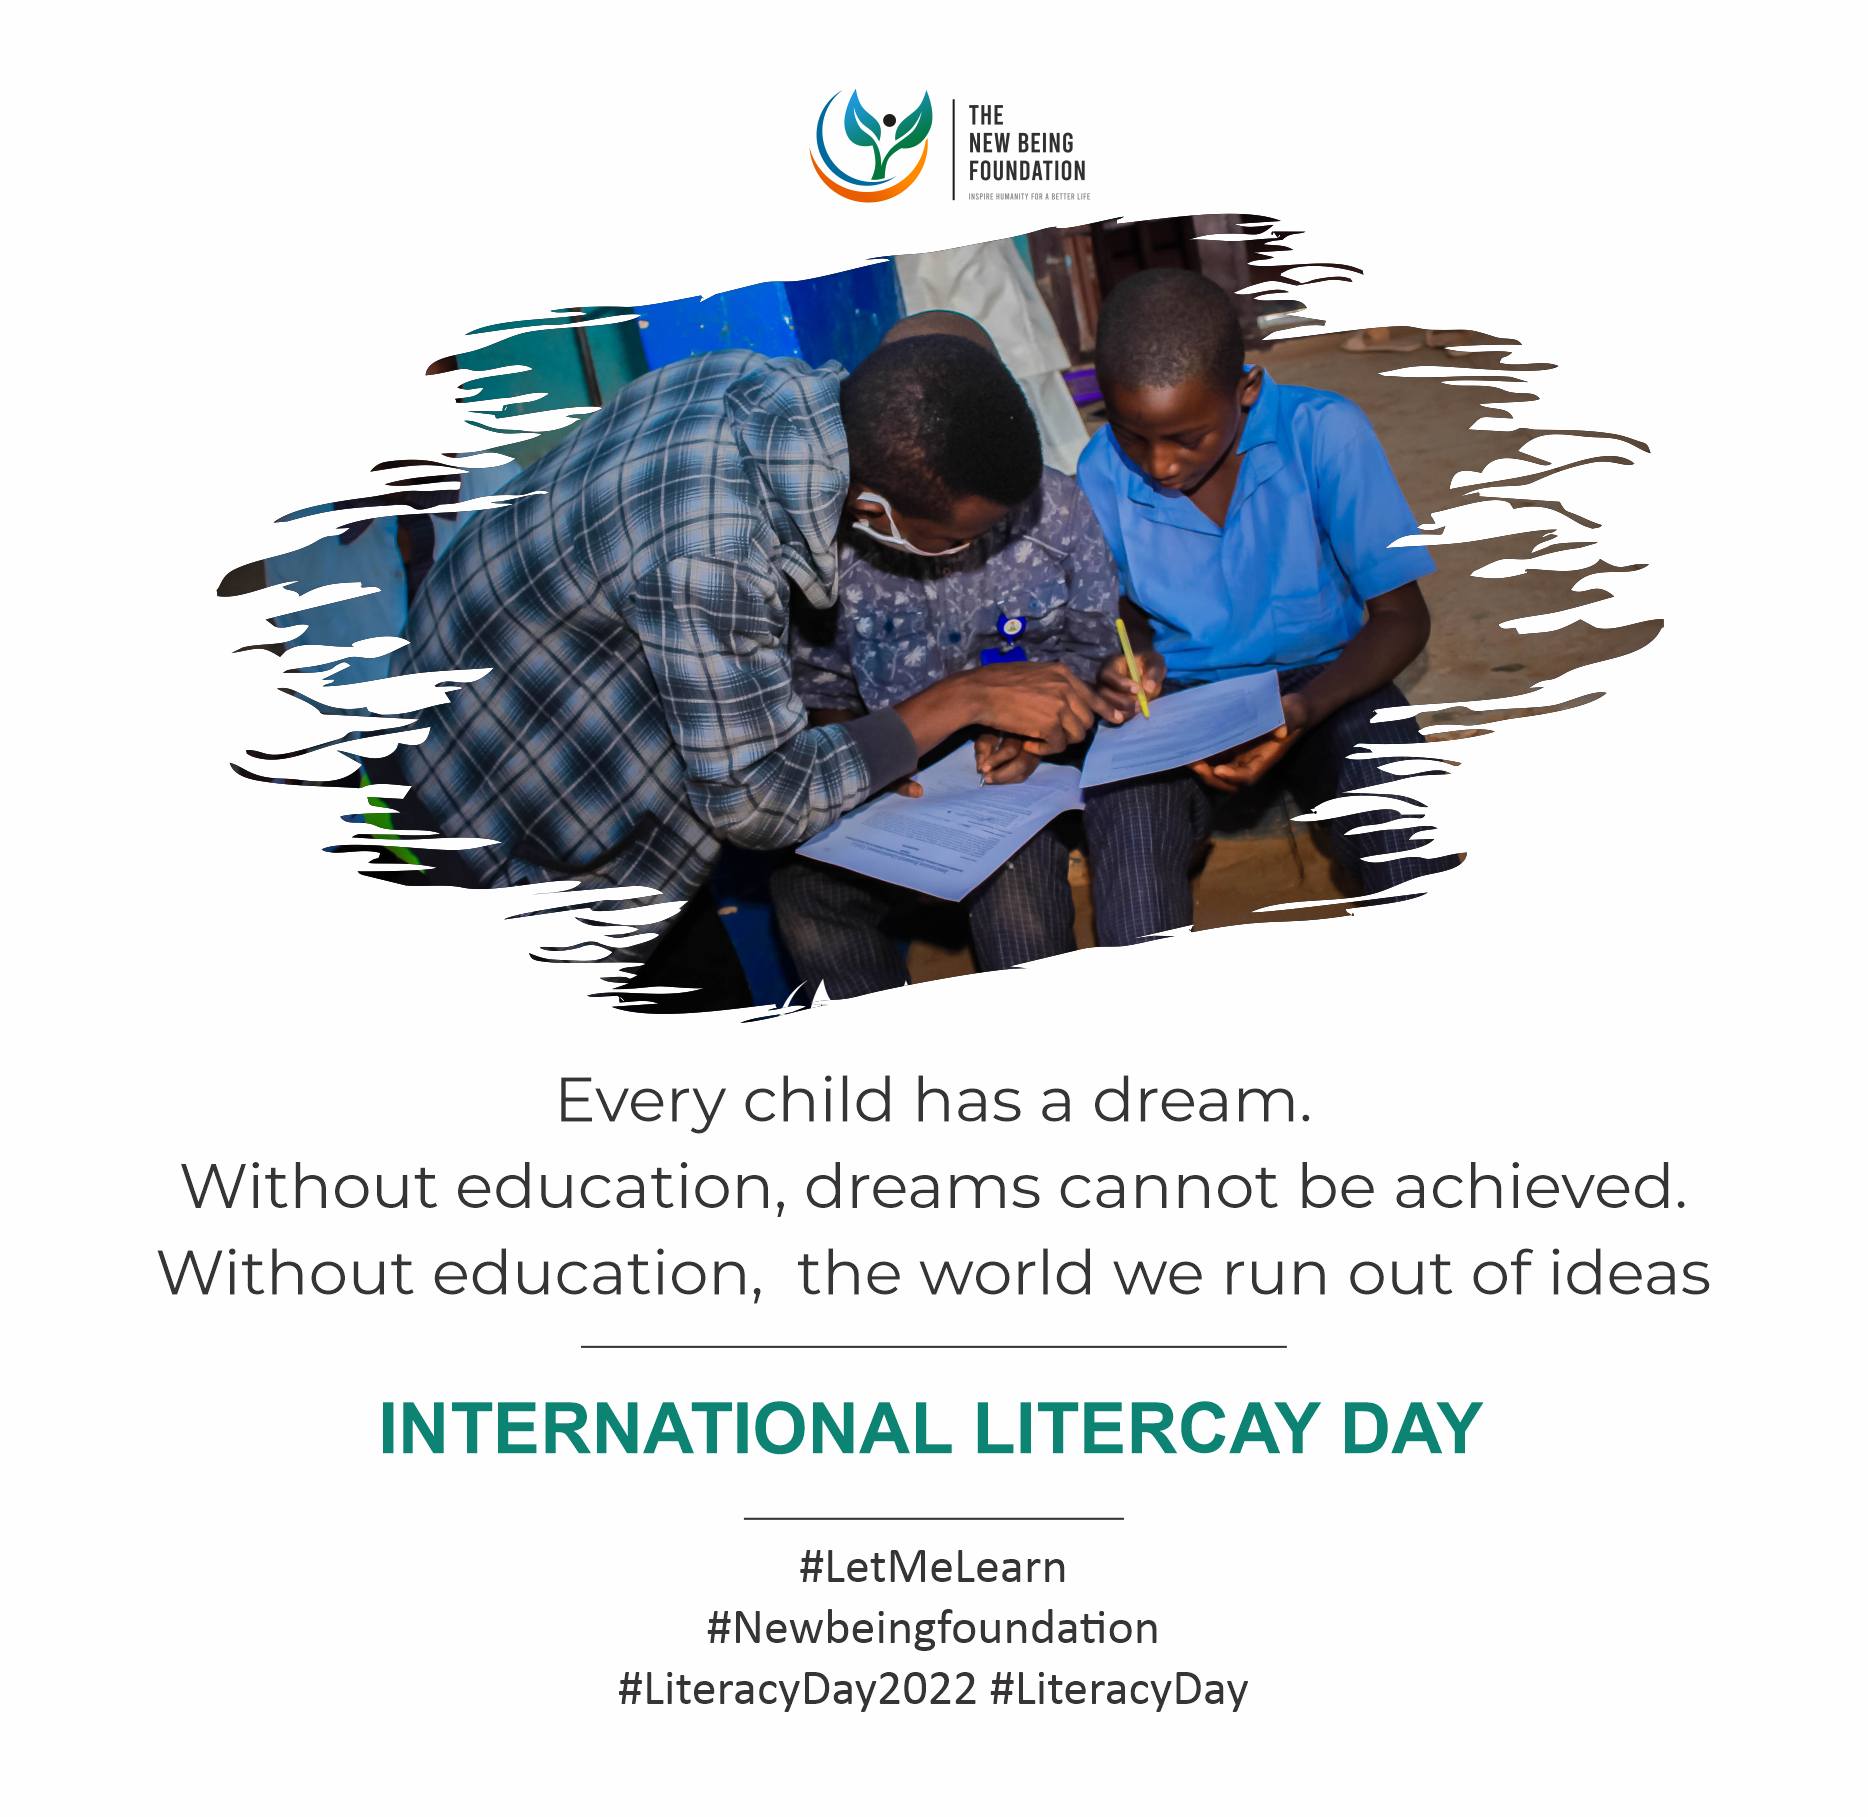 THE
NEW BEING
FOUNDATION
INSPIRE HUMANITY FOR A BETTER LIFE
Every child has a dream.
Without education, dreams cannot be achieved.
Without education,  the world we run out of ideas
INTERNATIONAL LITERCAY DAY
#LetMeLearn
#Newbeingfoundation
#LiteracyDay2022 #LiteracyDay